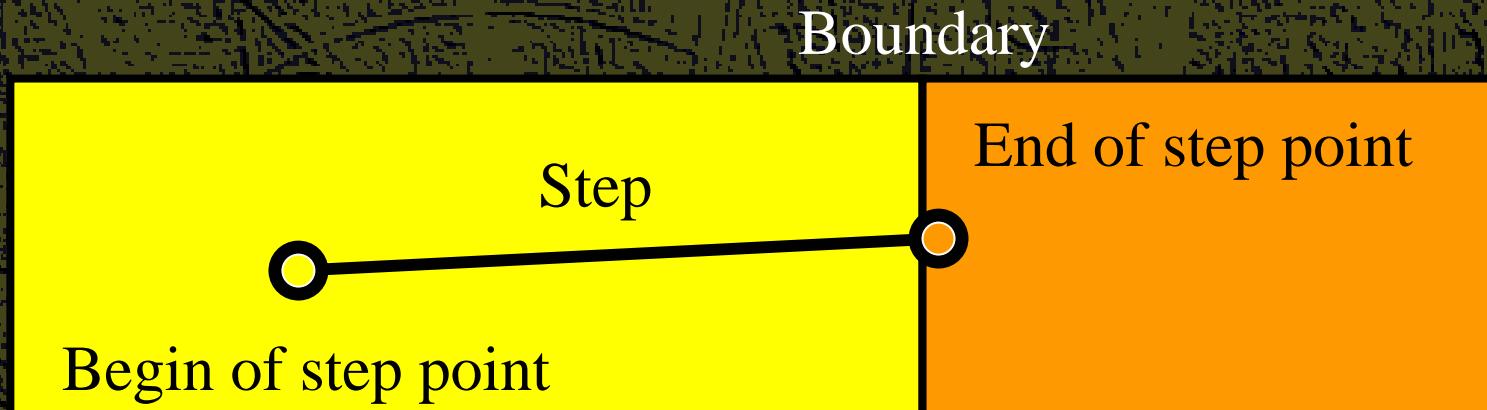 Boundary
End of step point
Step
Begin of step point